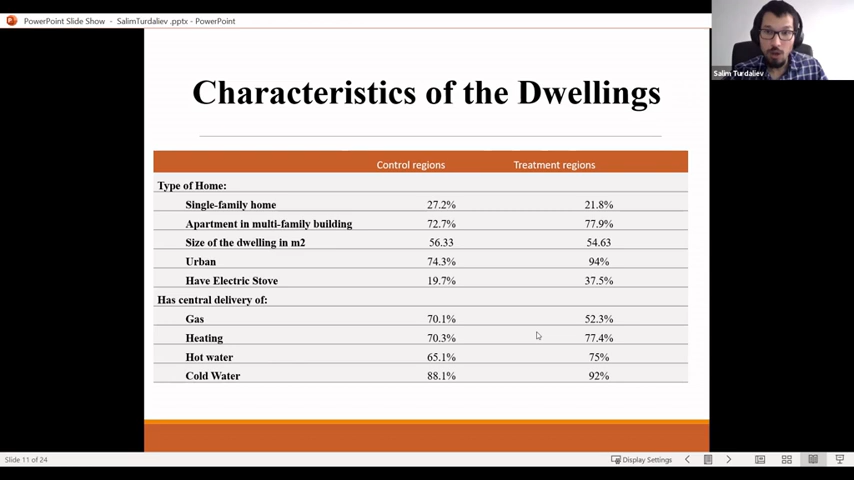 PowerPoint Slide Show - SalimTurdaliev .pptx - PowerPoint
Salim Turdaliev
Characteristics of the Dwellings
Control regions Treatment regions
Type of Home:
Single-family home 27.2% 21.8%
Apartment in multi-family building 72.7% 77.9%
Size of the dwelling in m2 56.33 54.63
Urban 74.3% 94%
Have Electric Stove 19.7% 37.5%
Has central delivery of:
Gas 70.1% 52.3%
Heating 70.3% 77.4%
Hot water 65.1% 75%
Cold Water 88.1% 92%
Slide 11 of 24 Display Settings